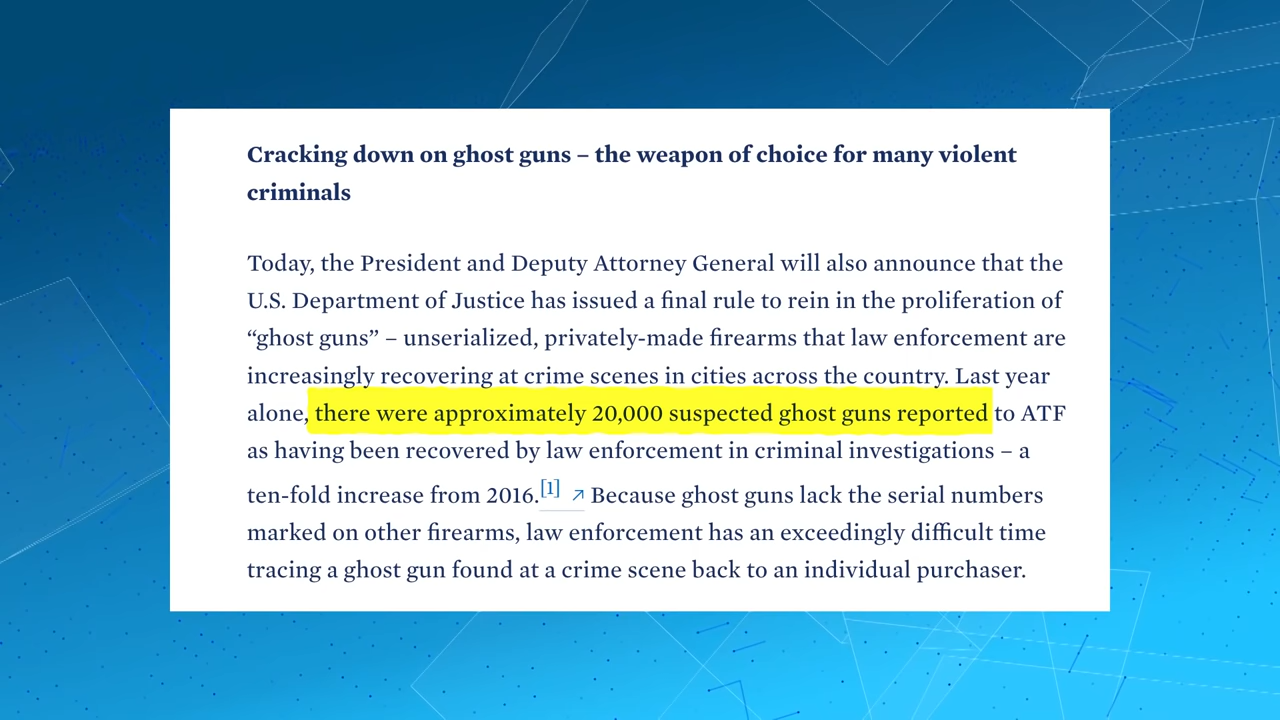 Cracking down on ghost guns – the weapon of choice for many violent
criminals
Today, the President and Deputy Attorney General will also announce that the
U.S. Department of Justice has issued a final rule to rein in the proliferation of
“ghost guns” – unserialized, privately-made firearms that law enforcement are
increasingly recovering at crime scenes in cities across the country. Last year
alone, there were approximately 20,000 suspected ghost guns reported to ATF
as having been recovered by law enforcement in criminal investigations – a
ten-fold increase from 2016.[1] ↗ Because ghost guns lack the serial numbers
marked on other firearms, law enforcement has an exceedingly difficult time
tracing a ghost gun found at a crime scene back to an individual purchaser.